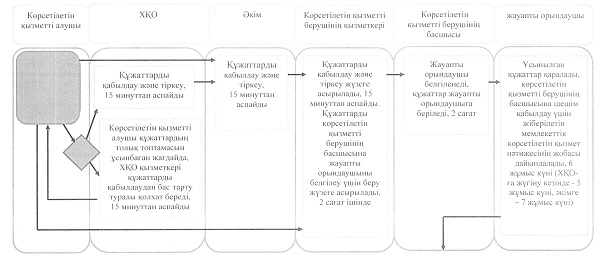 Көрсетілетін
қызметті алушы
ХҚО
Әкім
Көрсетілетін
қызметті
берушінің қызметкері
Көрсетілетін
қызметті берушінің
басшысы
жауапты орындаушы
Құжаттарды
қабылдау және тіркеу,
15 минуттан аспайды
Көрсетілетін қызметті
алушы құжаттардың
толық топтамасын
ұсынбаған жағдайда,
ХҚО қызметкері
құжаттарды
қабылдаудан бас тарту
туралы қолхат береді,
15 минуттан аспайды
Құжаттарды
қабылдау және
тіркеу,
15 минуттан
аспайды
Құжаттарды
қабылдау және
тіркеу жүзеге
асырылады, 15
минуттан аспайды.
Құжаттарды
көрсетілетін
қызметті
берушінің
басшысына
жауапты
орындаушыны
белгілеу үшін беру
жүзеге асырылады,
2 сағат ішінде
Жауапты
орындаушы
белгіленеді,
құжаттар жауапты
орындаушыға
беріледі, 2 сағат
Ұсынылған
құжаттар қаралады,
көрсетілетін
қызметті берушінің
басшысына шешім
қабылдау үшін
жіберілетін
мемлекеттік
көрсетілетін қызмет
нәтижесінің жобасы
дайындалады, 6
жұмыс күні (ХҚО-
ға жүгіну кезінде - 5
жұмыс күні, әкімге
– 7 жұмыс күні)